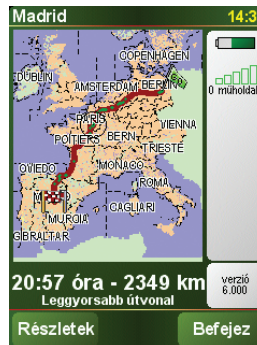 Madrid
14:3
COPENHAGEN
DUBLIN
AMSTERDAM
BERLIN
PARIS
VIENNA
POITIERS
BERN
TRIESTE
OVIEDO
MONACO
ROMA
CAGLIARI
MURCIA
GIBRALTAR
0 műholdal
20:57 óra - 2349 km
Leggyorsabb útvonal
verzió
6.000
Részletek
Befejez